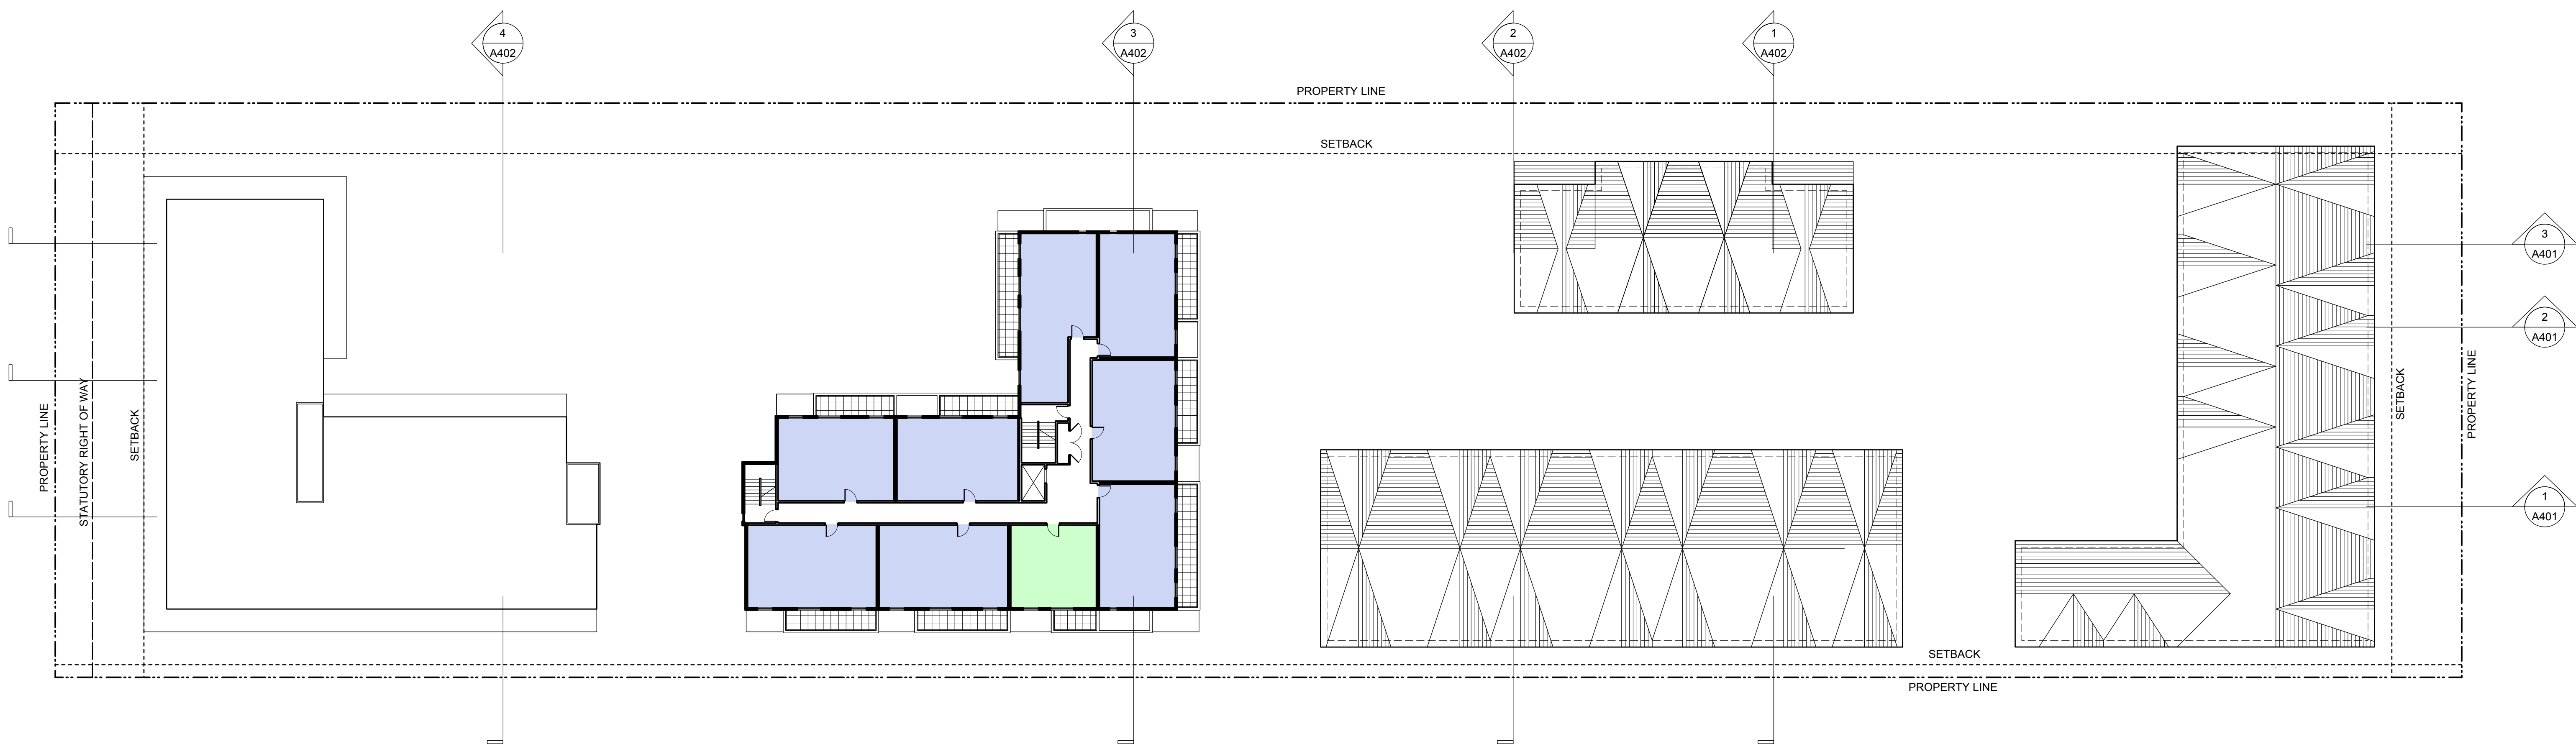 4
A402
3
A402
2
A402
1
A402
PROPERTY LINE
SETBACK
3
A401
2
A401
1
A401
PROPERTY LINE
STATUTORY RIGHT OF WAY
SETBACK
SETBACK
PROPERTY LINE
SETBACK
PROPERTY LINE